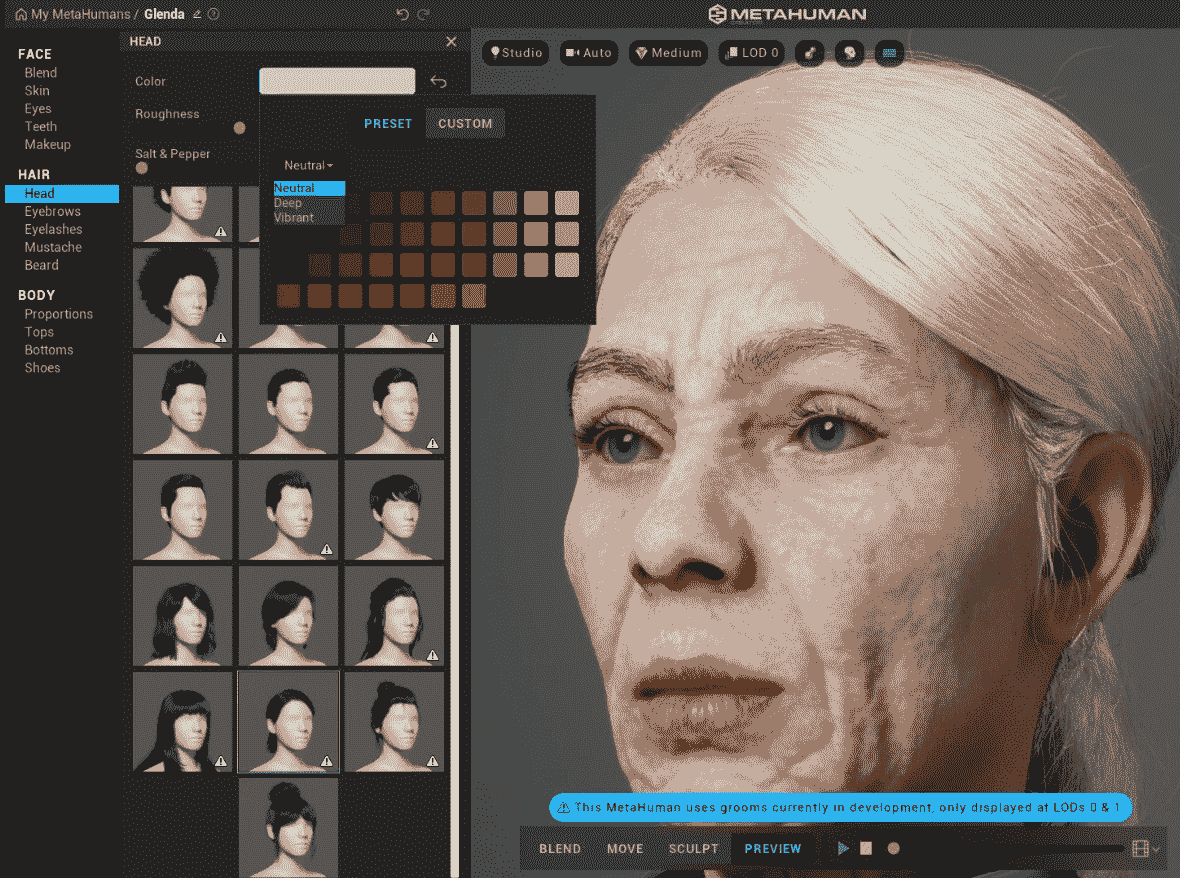 My MetaHumans / Glenda
METAHUMAN
HEAD
Studio
Auto
Medium
LOD 0
FACE
Blend
Skin
Eyes
Teeth
Makeup
HAIR
Head
Eyebrows
Eyelashes
Mustache
Beard
BODY
Proportions
Tops
Bottoms
Shoes
Color
Roughness
Salt & Pepper
PRESET
CUSTOM
Neutral
Neutral
Deep
Vibrant
This MetaHuman uses grooms currently in development, only displayed at LODs 0 & 1
BLEND
MOVE
SCULPT
PREVIEW